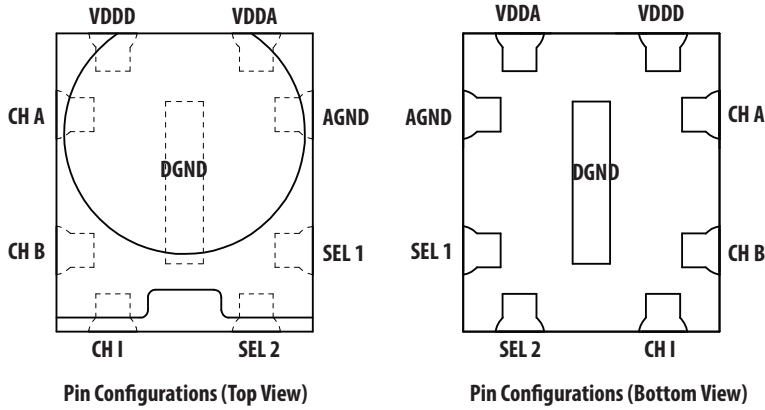 VDDD VDDA VDDA VDDD
CH A AGND AGND CH A
DGND DGND
CH B SEL 1 SEL 1 CH B
CH I SEL 2 SEL 2 CH I
Pin Configurations (Top View) Pin Configurations (Bottom View)